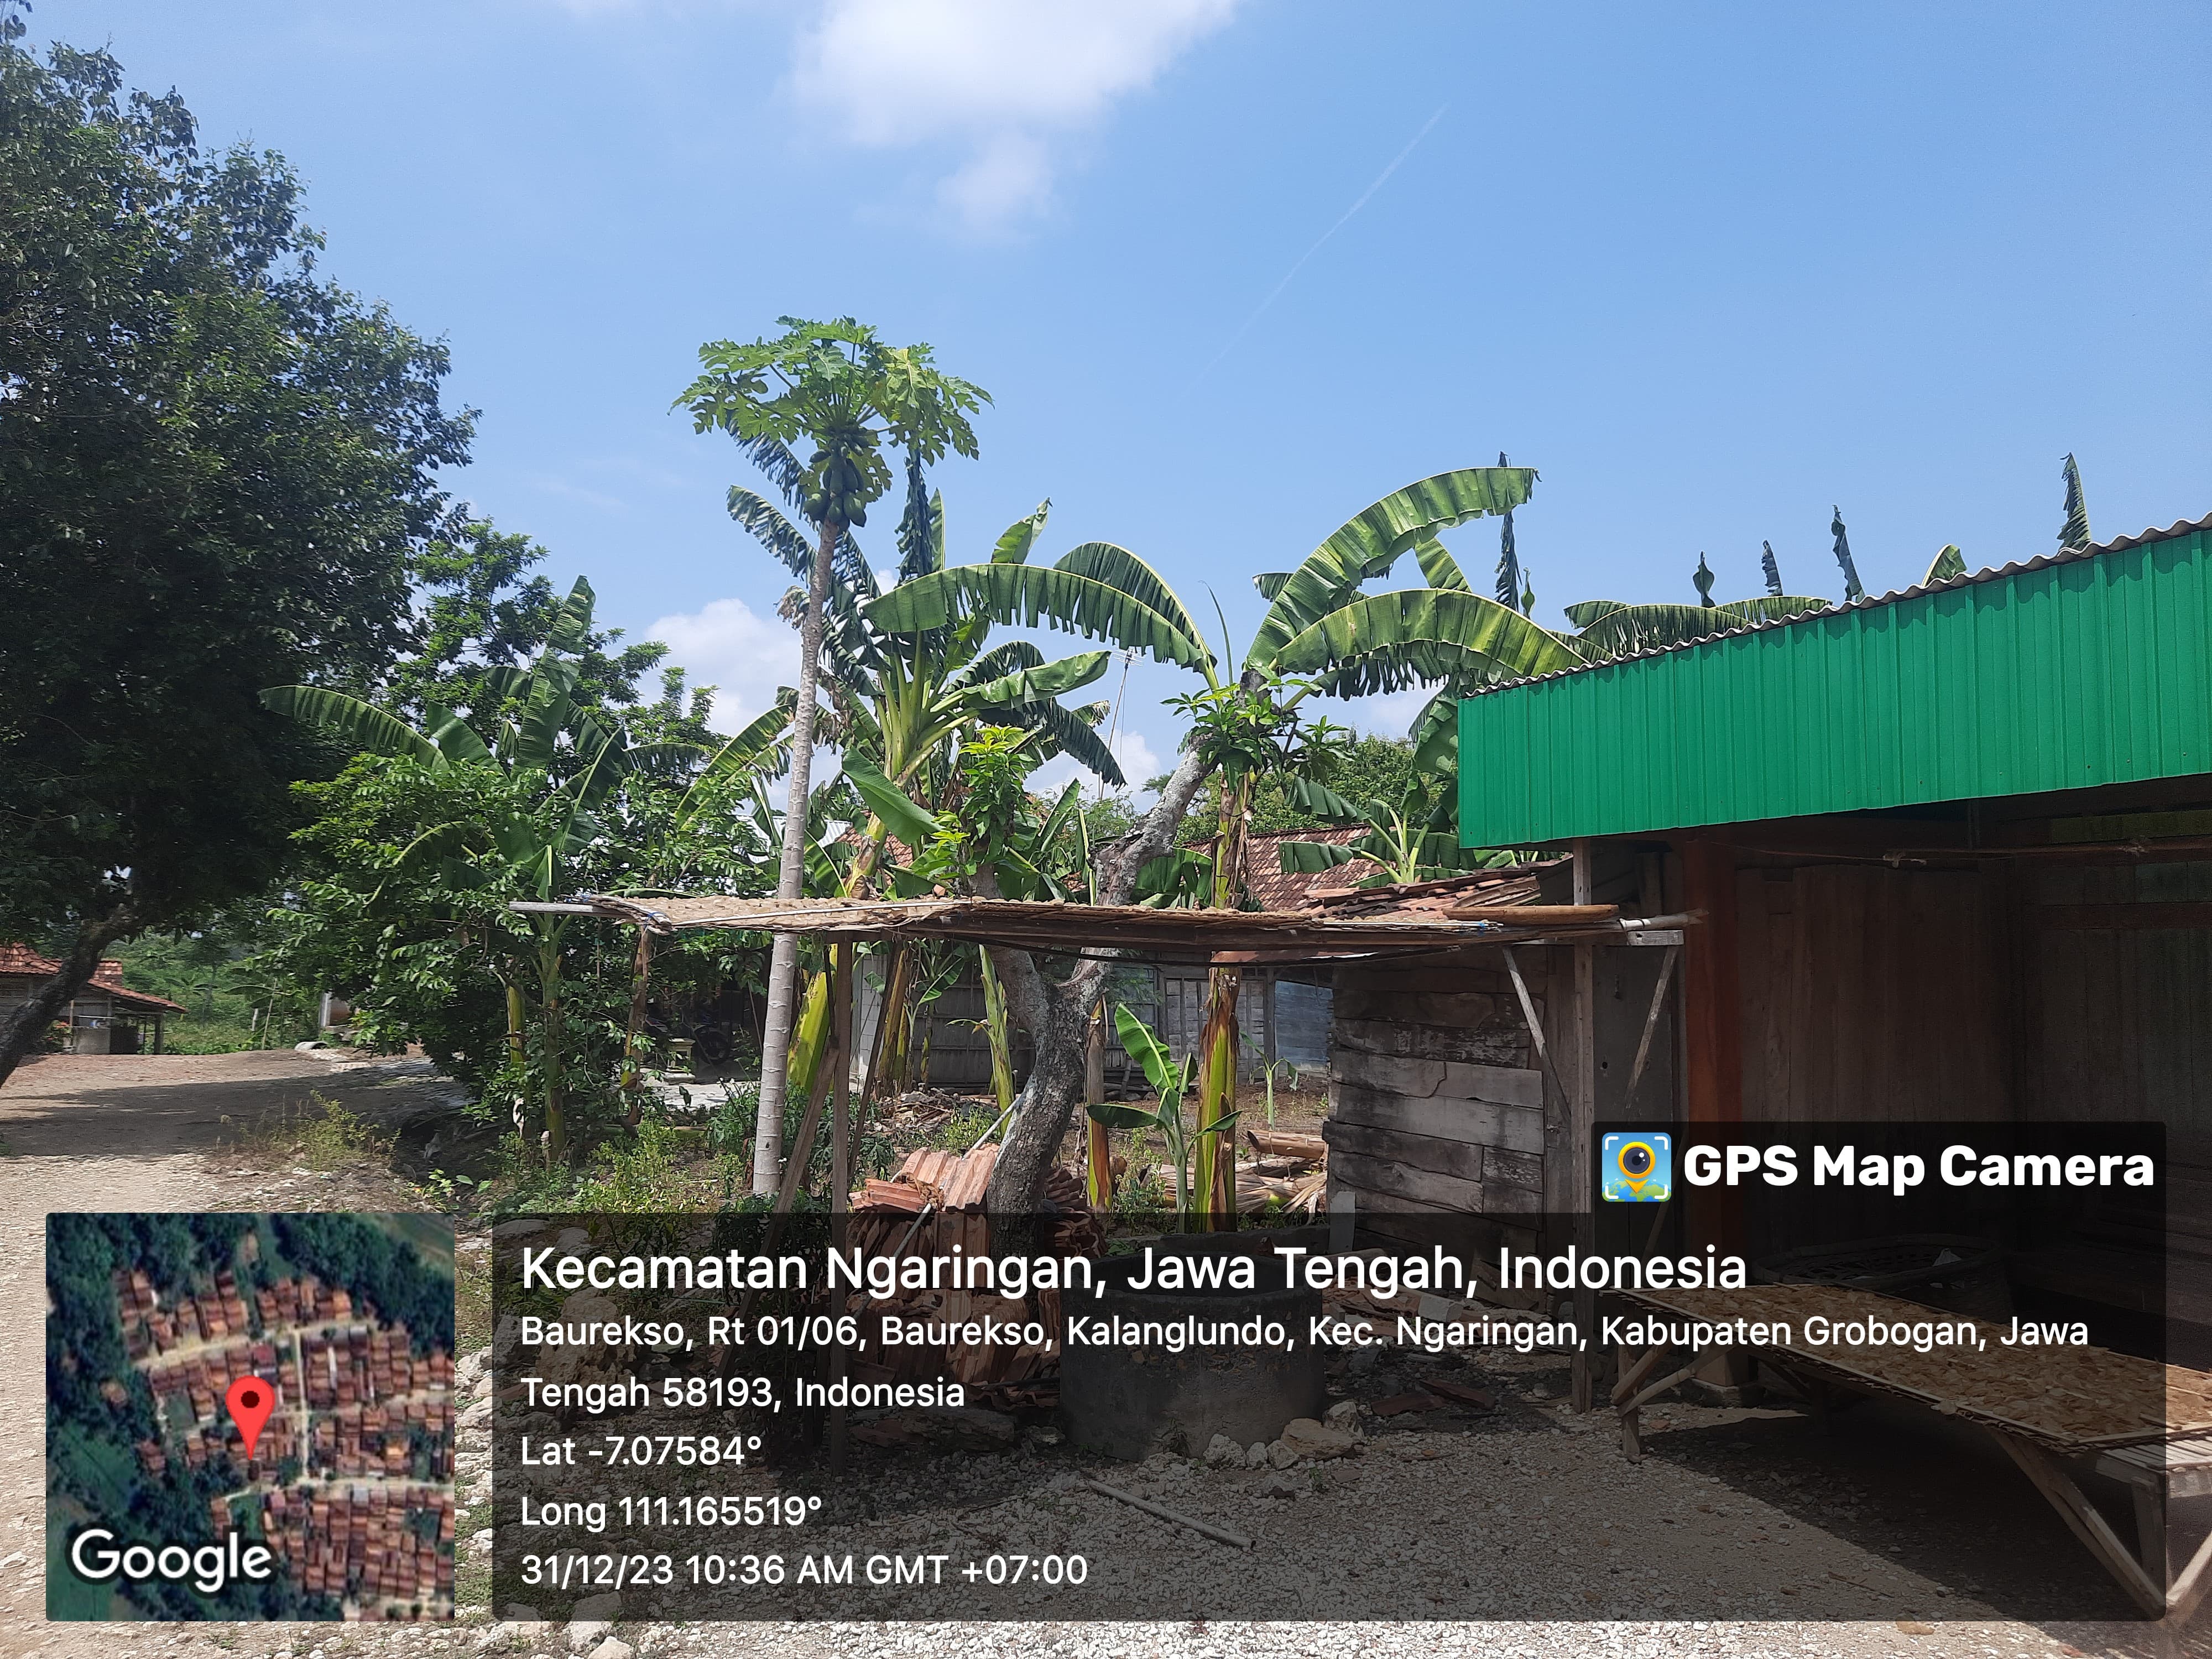 GPS Map Camera
Kecamatan Ngaringan, Jawa Tengah, Indonesia
Baurekso, Rt 01/06, Baurekso, Kalanglundo, Kec. Ngaringan, Kabupaten Grobogan, Jawa
Tengah 58193, Indonesia
Lat -7.07584°
Long 111.165519°
31/12/23 10:36 AM GMT +07:00
Google